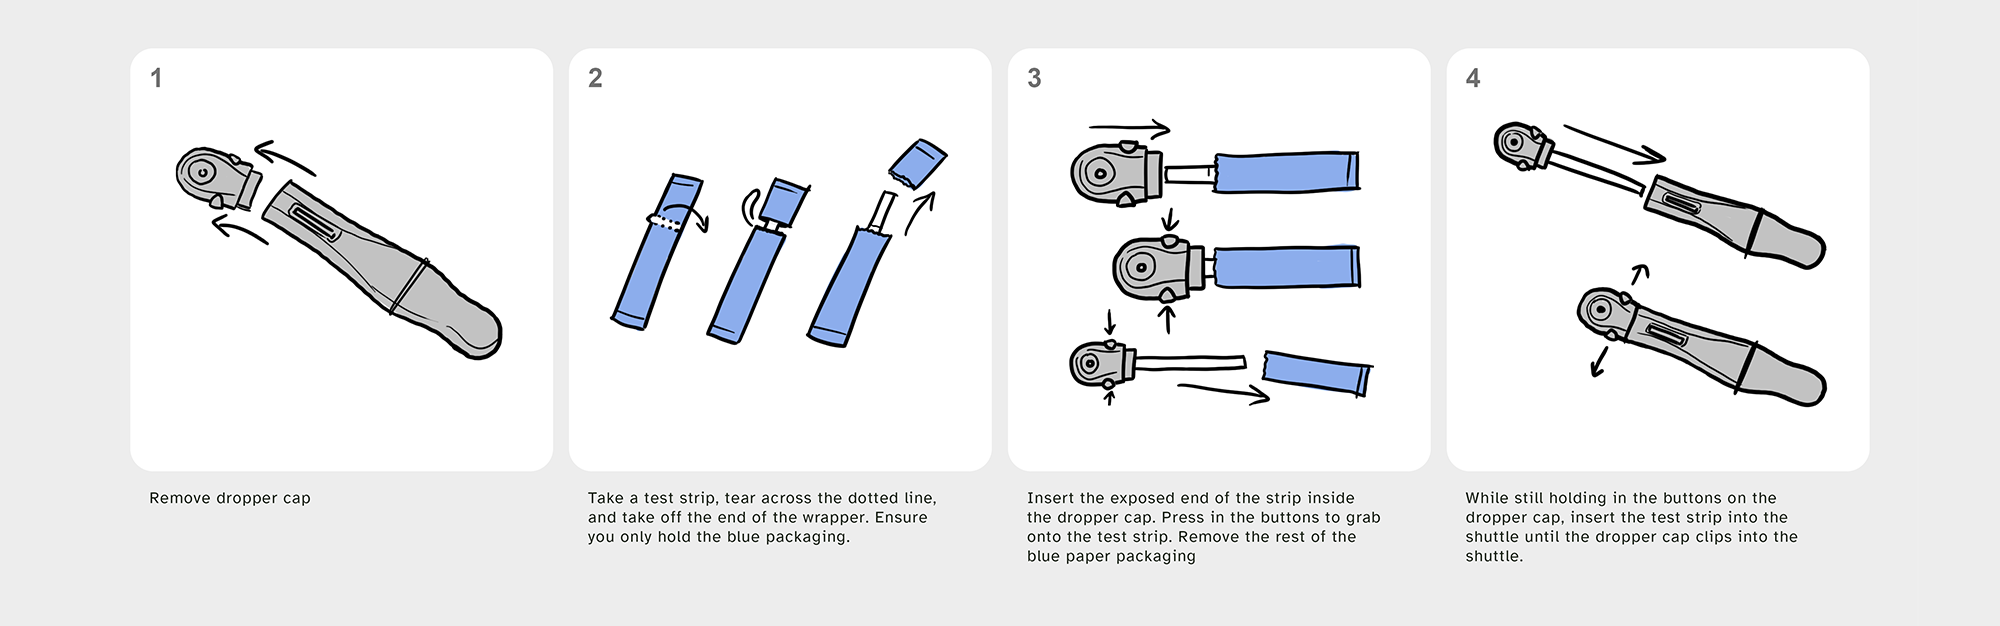 1
Remove dropper cap
2
Take a test strip, tear across the dotted line,
and take off the end of the wrapper. Ensure
you only hold the blue packaging.
3
Insert the exposed end of the strip inside
the dropper cap. Press in the buttons to grab
onto the test strip. Remove the rest of the
blue paper packaging
4
While still holding in the buttons on the
dropper cap, insert the test strip into the
shuttle until the dropper cap clips into the
shuttle.